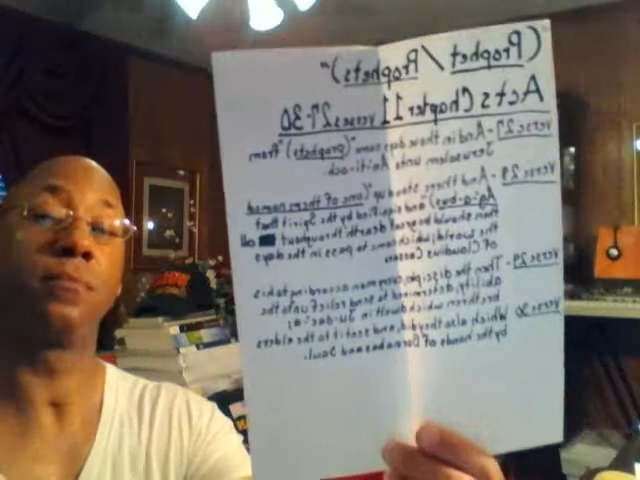 (Prophet / Prophets)"
Acts Chapter 11 verses 27-30
verse 27 - And in these days came "(prophets)" from
Jerusalem unto Antioch.
verse 28 - And there stood up "(one of them named
Aga-bus)" and signified by the Spirit that
there should be great dearth throughout all
the world; which came to pass in the days
of Claudius Caesar.
verse 29 - Then the disciples, every man according to his
ability, determined to send relief unto the
brethren which dwelt in Ju-dae-a;
verse 30 Which also they did, and sent it to the elders
by the hands of Barnabas and Saul.